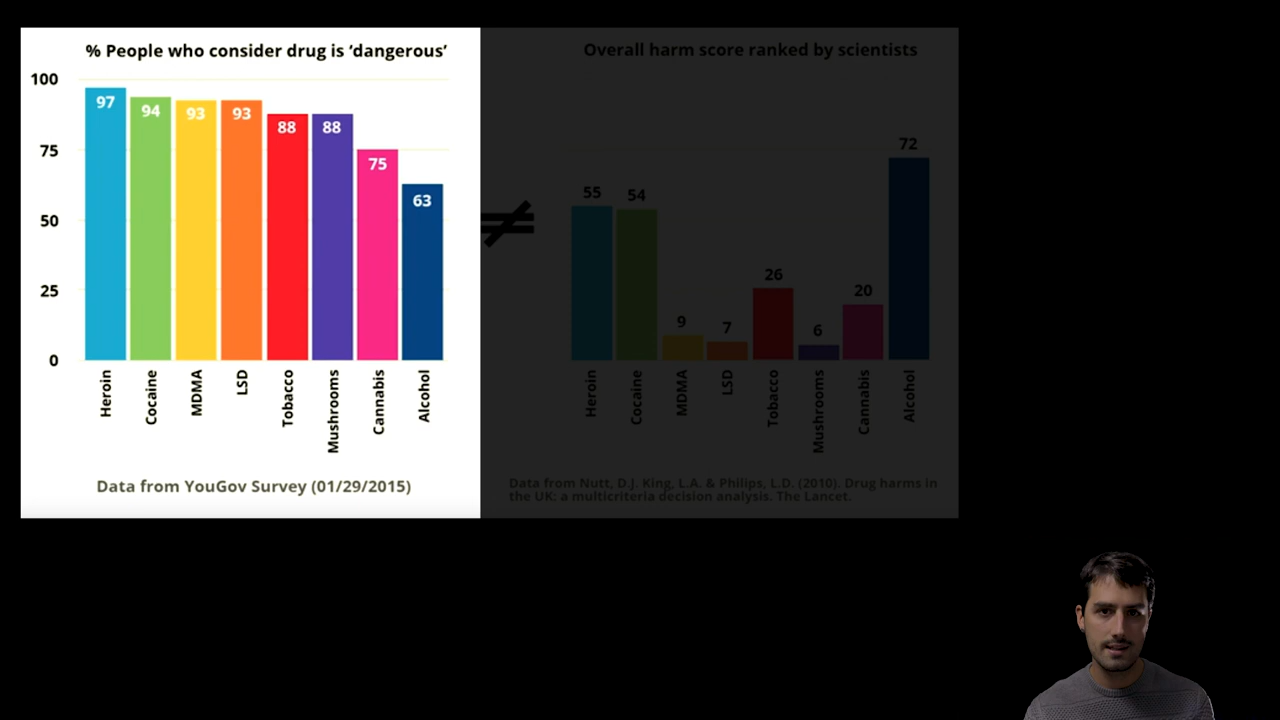 % People who consider drug is ‘dangerous’
100
75
50
25
0
97
94
93
93
88
88
75
63
Heroin
Cocaine
MDMA
LSD
Tobacco
Mushrooms
Cannabis
Alcohol
Data from YouGov Survey (01/29/2015)
≠
Overall harm score ranked by scientists
55
54
9
7
26
6
20
72
Heroin
Cocaine
MDMA
LSD
Tobacco
Mushrooms
Cannabis
Alcohol
Data from Nutt, D.J. King, L.A. & Philips, L.D. (2010). Drug harms in
the UK: a multicriteria decision analysis. The Lancet.